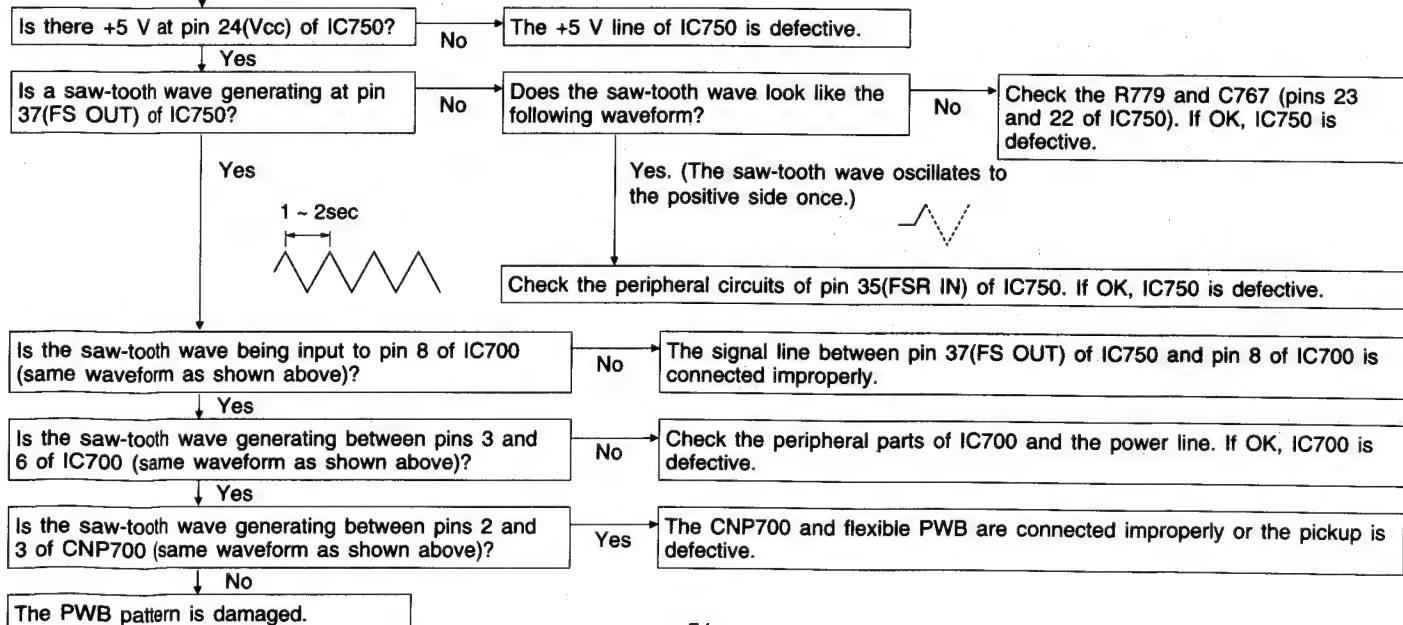 Is there +5 V at pin 24(Vcc) of IC750?
No
The +5 V line of IC750 is defective.
Yes
Is a saw-tooth wave generating at pin
37(FS OUT) of IC750?
No
Does the saw-tooth wave look like the
following waveform?
No
Check the R779 and C767 (pins 23
and 22 of IC750). If OK, IC750 is
defective.
Yes
1 ~ 2sec
Yes. (The saw-tooth wave oscillates to
the positive side once.)
Check the peripheral circuits of pin 35(FSR IN) of IC750. If OK, IC750 is defective.
Is the saw-tooth wave being input to pin 8 of IC700
(same waveform as shown above)?
No
The signal line between pin 37(FS OUT) of IC750 and pin 8 of IC700 is
connected improperly.
Yes
Is the saw-tooth wave generating between pins 3 and
6 of IC700 (same waveform as shown above)?
No
Check the peripheral parts of IC700 and the power line. If OK, IC700 is
defective.
Yes
Is the saw-tooth wave generating between pins 2 and
3 of CNP700 (same waveform as shown above)?
Yes
The CNP700 and flexible PWB are connected improperly or the pickup is
defective.
No
The PWB pattern is damaged.